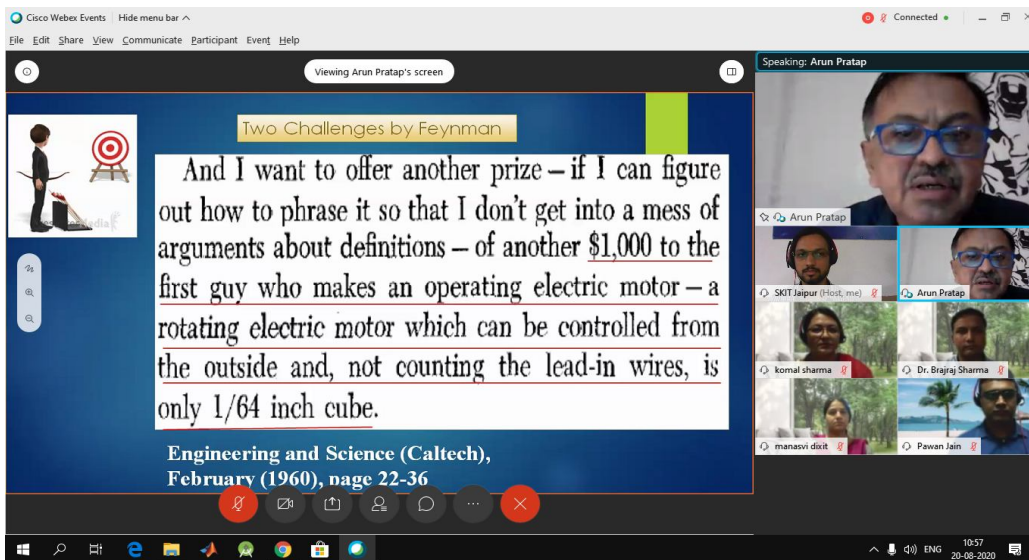 Cisco Webex Events
Hide menu bar
Connected
File Edit Share View Communicate Participant Event Help
Viewing Arun Pratap's screen
Speaking: Arun Pratap
Two Challenges by Feynman
And I want to offer another prize – if I can figure
out how to phrase it so that I don't get into a mess of
arguments about definitions – of another $1,000 to the
first guy who makes an operating electric motor – a
rotating electric motor which can be controlled from
the outside and, not counting the lead-in wires, is
only 1/64 inch cube.
Engineering and Science (Caltech),
February (1960), page 22-36
Arun Pratap
SKIT Jaipur (Host, me)
Arun Pratap
komal sharma
Dr. Brajraj Sharma
manasvi dixit
Pawan Jain
ENG
10:57
20-08-2020